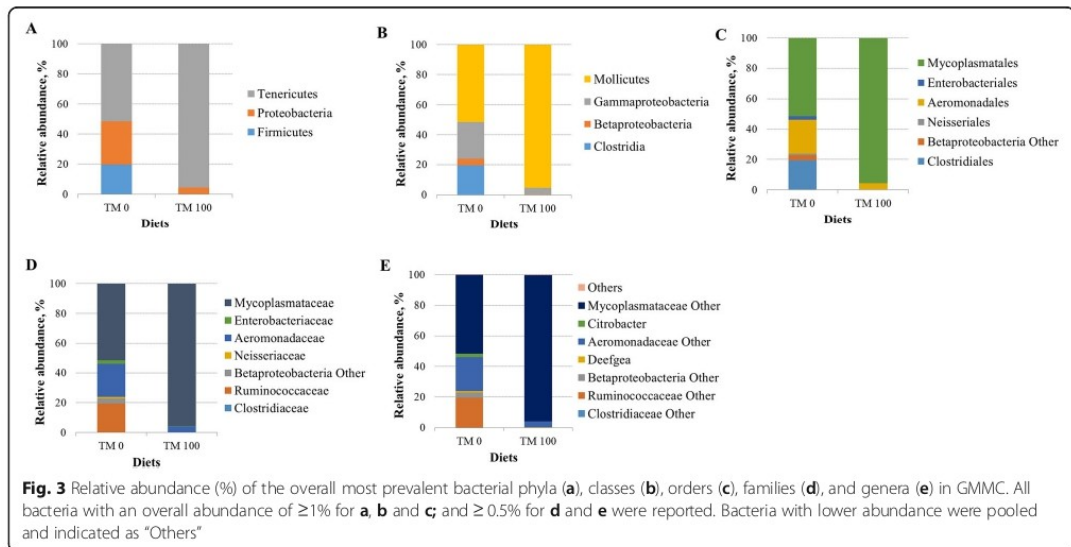 A
Relative abundance, %
100
80
60
40
20
0
TM 0 TM 100
Diets
Tenericutes
Proteobacteria
Firmicutes
B
Relative abundance, %
100
80
60
40
20
0
TM 0 TM 100
Diets
Mollicutes
Gammaproteobacteria
Betaproteobacteria
Clostridia
C
Relative abundance, %
100
80
60
40
20
0
TM 0 TM 100
Diets
Mycoplasmatales
Enterobacteriales
Aeromonadales
Neisseriales
Betaproteobacteria Other
Clostridiales
D
Relative abundance, %
100
80
60
40
20
0
TM 0 TM 100
Diets
Mycoplasmataceae
Enterobacteriaceae
Aeromonadaceae
Neisseriaceae
Betaproteobacteria Other
Ruminococcaceae
Clostridiaceae
E
Relative abundance, %
100
80
60
40
20
0
TM 0 TM 100
Diets
Others
Mycoplasmataceae Other
Citrobacter
Aeromonadaceae Other
Deefgea
Betaproteobacteria Other
Ruminococcaceae Other
Clostridiaceae Other
Fig. 3 Relative abundance (%) of the overall most prevalent bacterial phyla (a), classes (b), orders (c), families (d), and genera (e) in GMMC. All
bacteria with an overall abundance of ≥1% for a, b and c; and ≥ 0.5% for d and e were reported. Bacteria with lower abundance were pooled
and indicated as "Others"